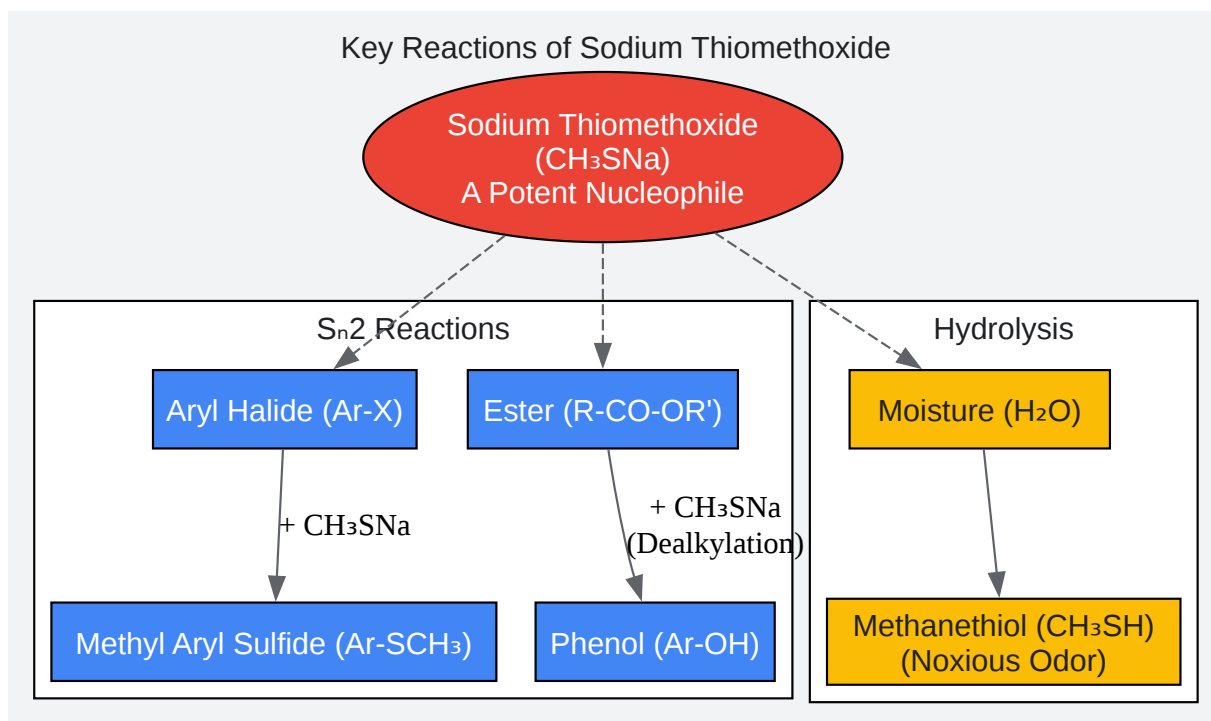 Key Reactions of Sodium Thiomethoxide
Sodium Thiomethoxide
(CH₃SNa)
A Potent Nucleophile
Sₙ2 Reactions
Hydrolysis
Aryl Halide (Ar-X)
Ester (R-CO-OR')
Moisture (H₂O)
+ CH₃SNa
+ CH₃SNa
(Dealkylation)
Methyl Aryl Sulfide (Ar-SCH₃)
Phenol (Ar-OH)
Methanethiol (CH₃SH)
(Noxious Odor)